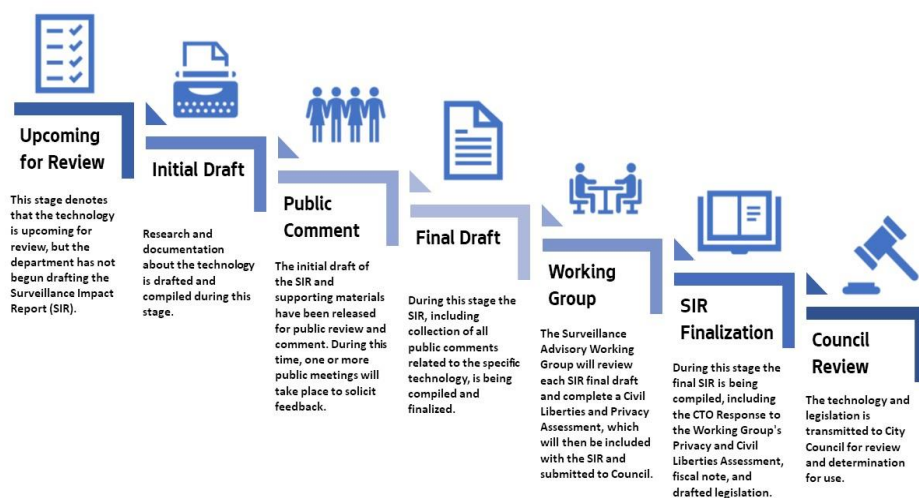 Upcoming
for Review
This stage denotes
that the technology
is upcoming for
review, but the
department has not
begun drafting the
Surveillance Impact
Report (SIR).
Initial Draft
Research and
documentation
about the technology
is drafted and
compiled during this
stage.
Public
Comment
The initial draft of
the SIR and
supporting materials
have been released
for public review and
comment. During this
time, one or more
public meetings will
take place to solicit
feedback.
Final Draft
During this stage the
SIR, including
collection of all
public comments
related to the specific
technology, is being
compiled and
finalized.
Working
Group
The Surveillance
Advisory Working
Group will review
each SIR final draft
and complete a Civil
Liberties and Privacy
Assessment, which
will then be included
with the SIR and
submitted to Council.
SIR
Finalization
During this stage the
final SIR is being
compiled, including
the CTO Response to
the Working Group's
Privacy and Civil
Liberties Assessment,
fiscal note, and
drafted legislation.
Council
Review
The technology and
legislation is
transmitted to City
Council for review
and determination
for use.